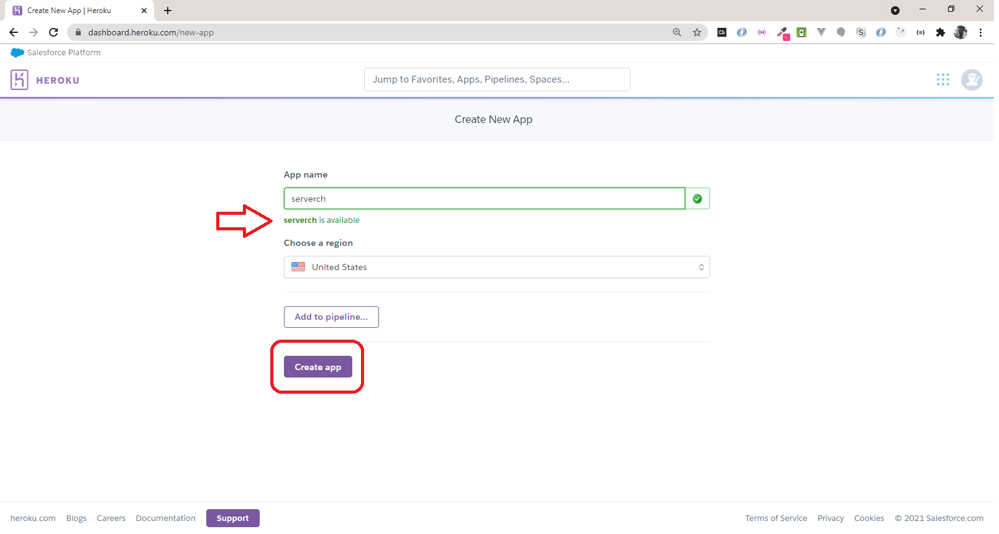 Create New App | Heroku
dashboard.heroku.com/new-app
Cb
S
Salesforce Platform
HEROKU
Jump to Favorites, Apps, Pipelines, Spaces...
Create New App
App name
serverch
serverch is available
Choose a region
United States
Add to pipeline...
Create app
heroku.com Blogs Careers Documentation Support Terms of Service Privacy Cookies © 2021 Salesforce.com